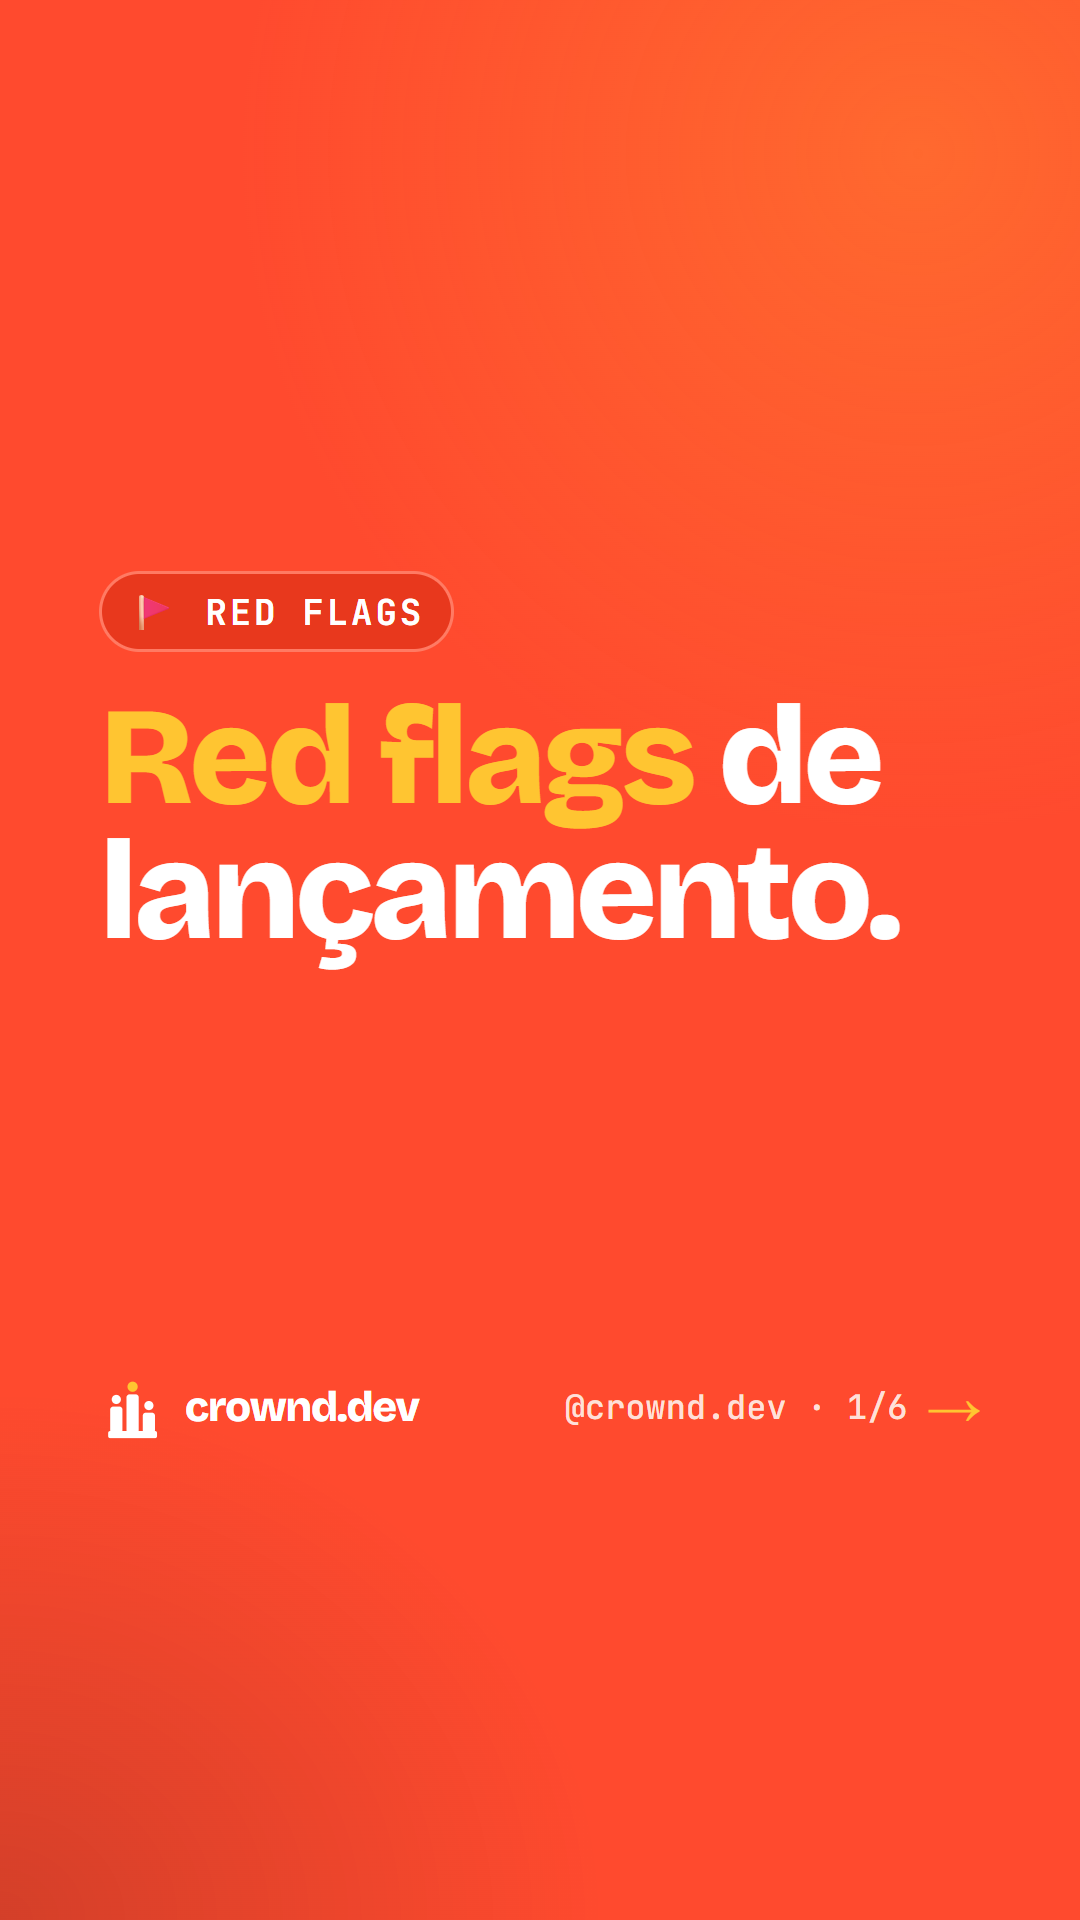 🚩 RED FLAGS
Red flags de
lançamento.
crownd.dev
@crownd.dev · 1/6 →